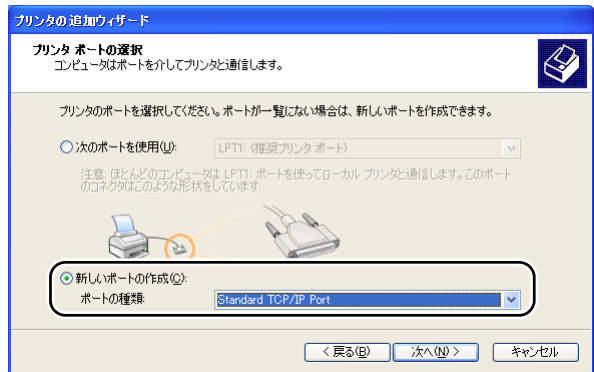 プリンタの追加ウィザード
プリンタ ポートの選択
コンピュータはポートを介してプリンタと通信します。
プリンタのポートを選択してください。ポートが一覧にない場合は、新しいポートを作成できます。
次のポートを使用(U):
LPT1: (推奨プリンタ ポート)
注意: ほとんどのコンピュータは LPT1: ポートを使ってローカル プリンタと通信します。このポート
のコネクタはこのような形状をしています:
新しいポートの作成(C):
ポートの種類:
Standard TCP/IP Port
< 戻る(B)
次へ(N) >
キャンセル